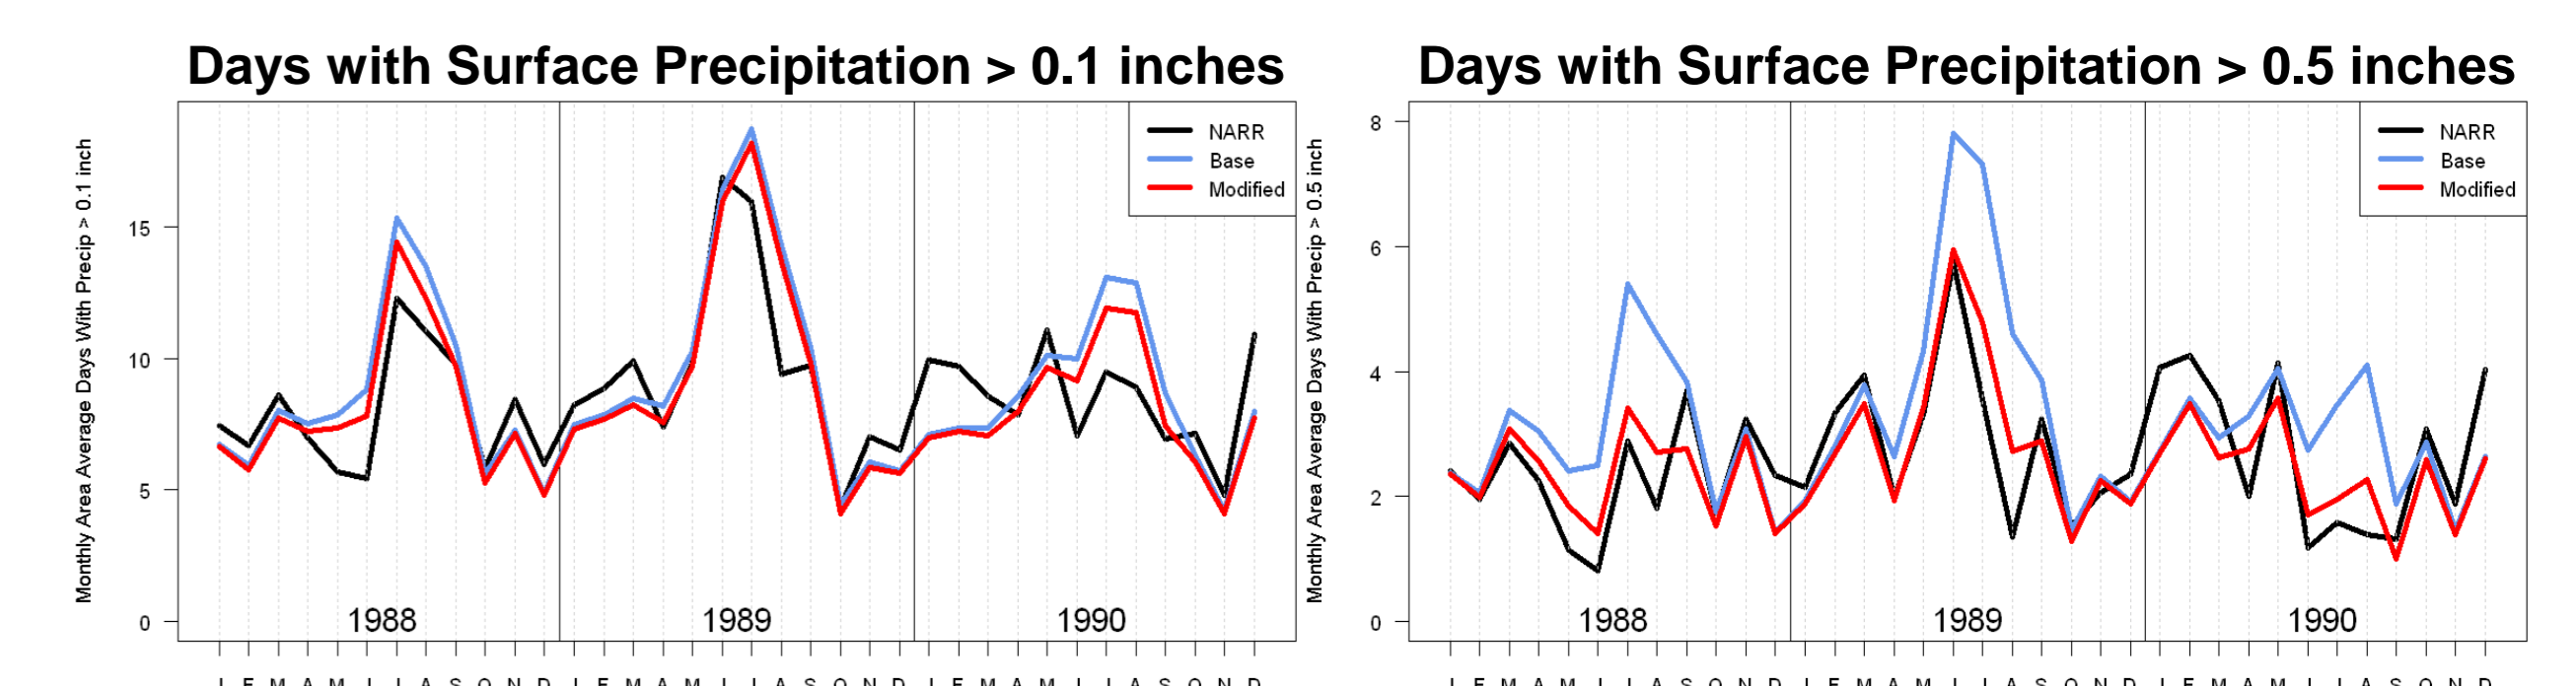 Days with Surface Precipitation > 0.1 inches
Monthly Area Average Days With Precip > 0.1 inch
15
10
5
0
NARR
Base
Modified
1988
1989
1990
Days with Surface Precipitation > 0.5 inches
Monthly Area Average Days With Precip > 0.5 inch
8
6
4
2
0
NARR
Base
Modified
1988
1989
1990